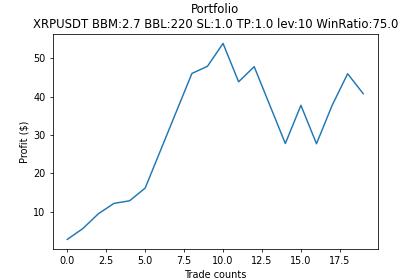 Portfolio
XRPUSDT BBM:2.7 BBL:220 SL:1.0 TP:1.0 lev:10 WinRatio:75.0
50
40
30
20
10
Profit ($)
0.0 2.5 5.0 7.5 10.0 12.5 15.0 17.5
Trade counts